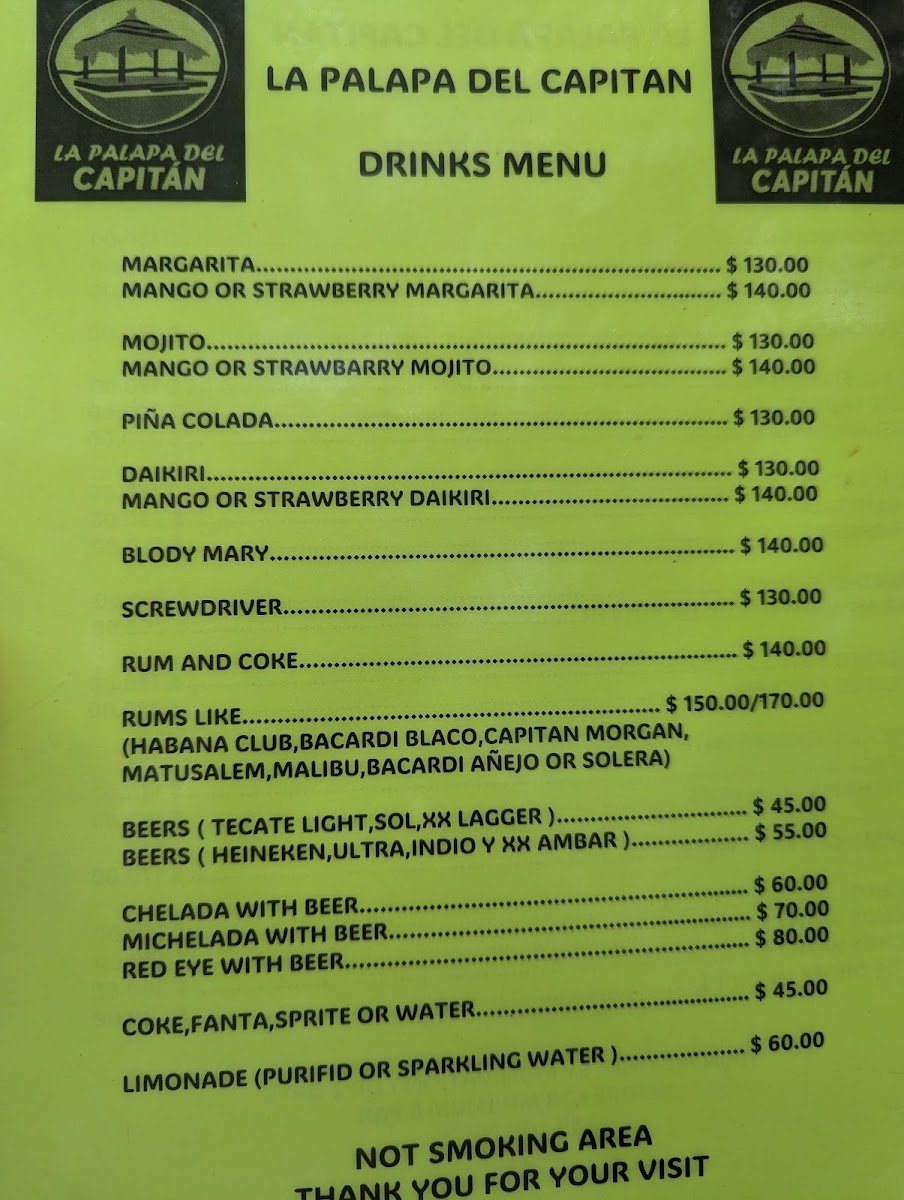 LA PALAPA DEL CAPITÁN
LA PALAPA DEL CAPITAN
LA PALAPA DEL CAPITÁN
DRINKS MENU
MARGARITA.......... $ 130.00
MANGO OR STRAWBERRY MARGARITA.......... $ 140.00
MOJITO.......... $ 130.00
MANGO OR STRAWBARRY MOJITO.......... $ 140.00
PIÑA COLADA.......... $ 130.00
DAIKIRI.......... $ 130.00
MANGO OR STRAWBERRY DAIKIRI.......... $ 140.00
BLODY MARY.......... $ 140.00
SCREWDRIVER.......... $ 130.00
RUM AND COKE.......... $ 140.00
RUMS LIKE.......... $ 150.00/170.00
(HABANA CLUB,BACARDI BLACO,CAPITAN MORGAN,
MATUSALEM,MALIBU,BACARDI AÑEJO OR SOLERA)
BEERS ( TECATE LIGHT,SOL,XX LAGGER ).......... $ 45.00
BEERS ( HEINEKEN,ULTRA,INDIO Y XX AMBAR ).......... $ 55.00
CHELADA WITH BEER.......... $ 60.00
MICHELADA WITH BEER.......... $ 70.00
RED EYE WITH BEER.......... $ 80.00
COKE,FANTA,SPRITE OR WATER.......... $ 45.00
LIMONADE (PURIFID OR SPARKLING WATER ).......... $ 60.00
NOT SMOKING AREA
THANK YOU FOR YOUR VISIT